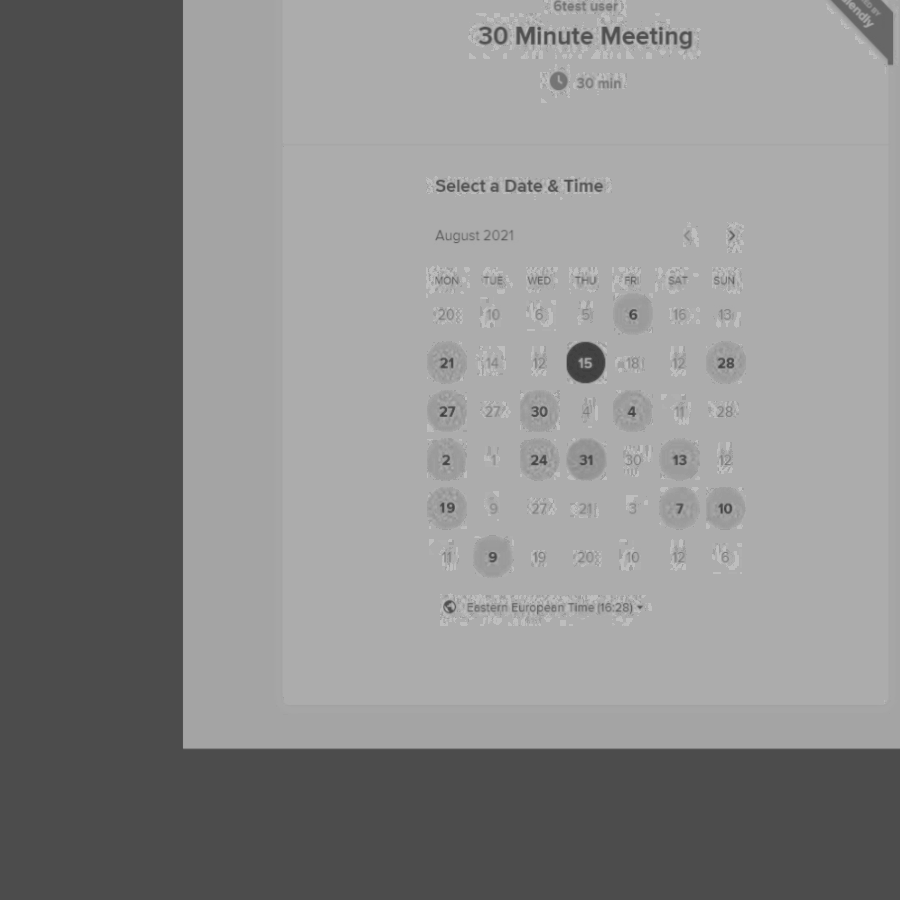 6test user
30 Minute Meeting
30 min
Select a Date & Time
August 2021
MON TUE WED THU FRI SAT SUN
20 10 6 5 6 16 13
21 14 12 15 18 12 28
27 27 30 4 4 11 28
2 1 24 31 30 13 12
19 9 27 21 3 7 10
11 9 19 20 10 12 6
Eastern European Time (16:28)